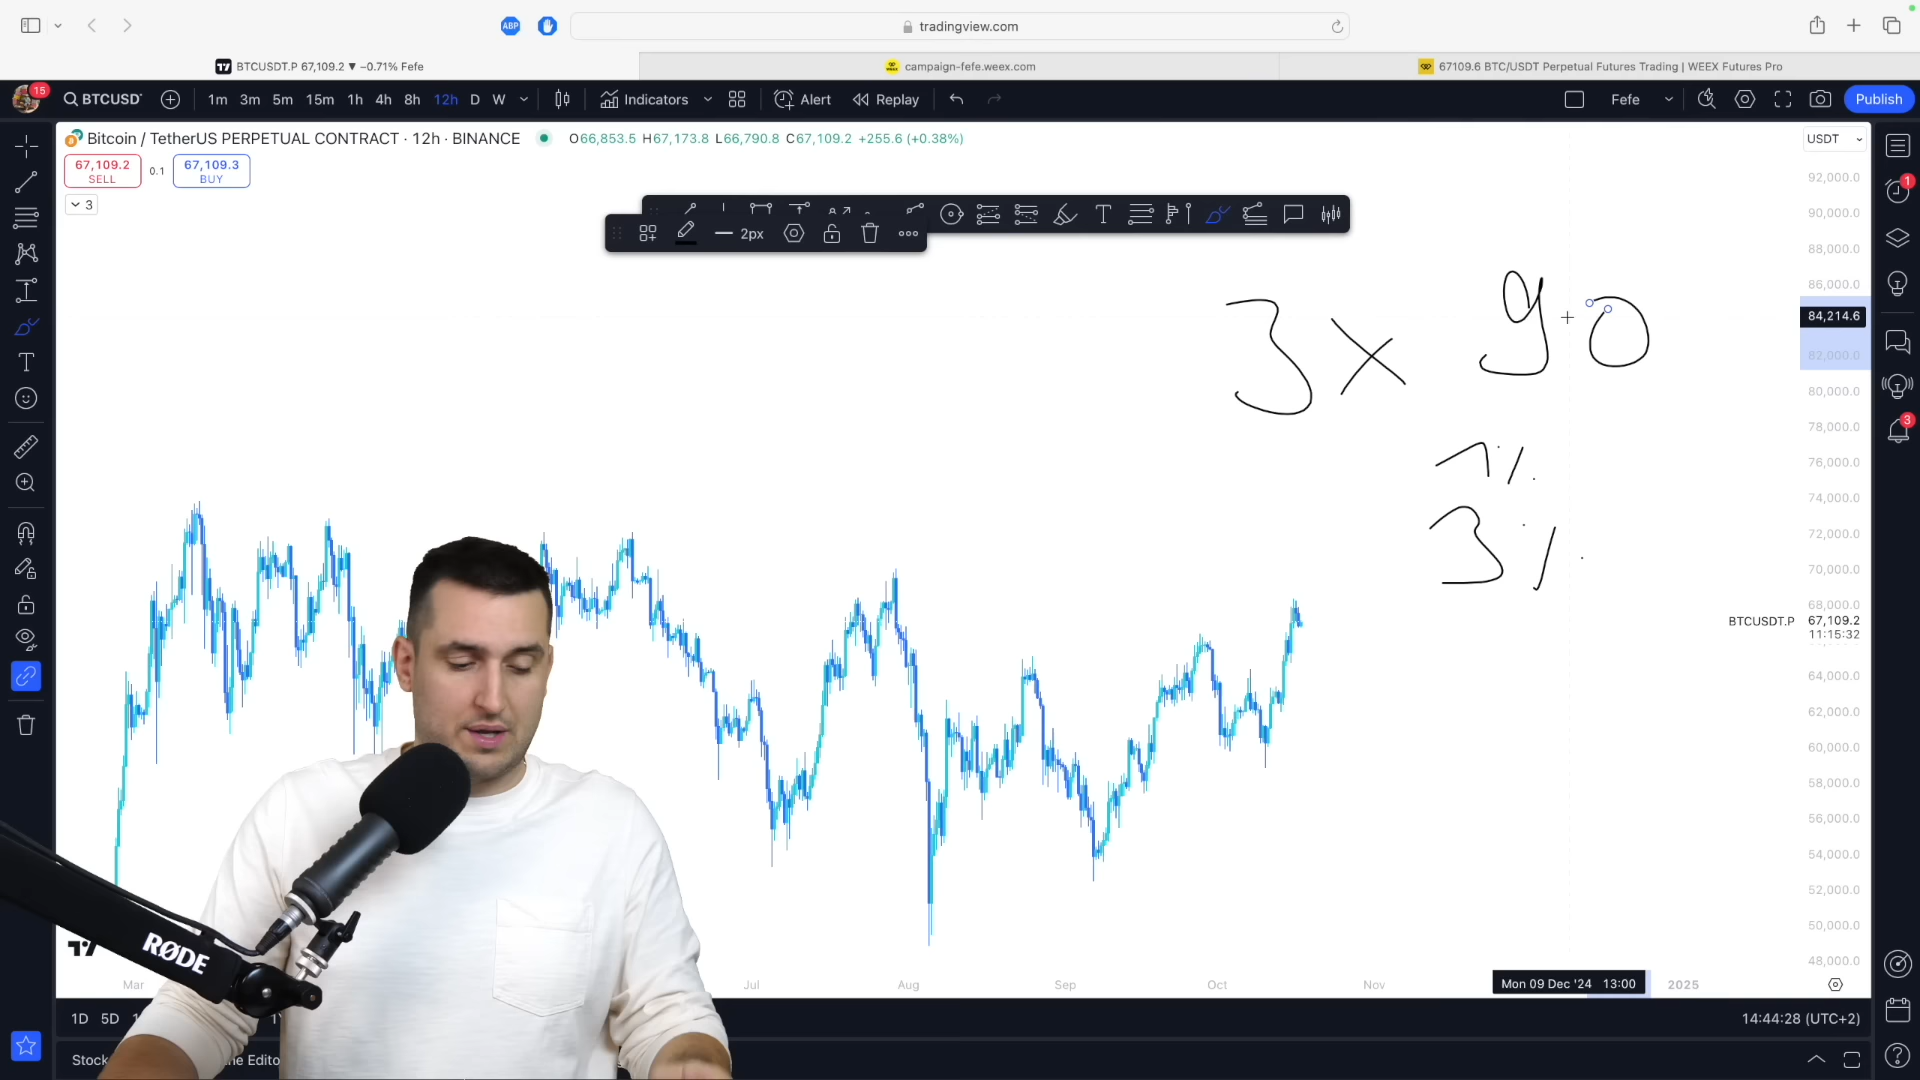 tradingview.com
BTCUSDT.P 67,109.2 ▼ −0.71% Fefe
campaign-fefe.weex.com
67109.6 BTC/USDT Perpetual Futures Trading | WEEX Futures Pro
15
BTCUSD
1m 3m 5m 15m 1h 4h 8h 12h D W
Indicators
Alert
Replay
Fefe
Publish
Bitcoin / TetherUS PERPETUAL CONTRACT · 12h · BINANCE
O66,853.5 H67,173.8 L66,790.8 C67,109.2 +255.6 (+0.38%)
USDT
67,109.2
SELL
0.1
67,109.3
BUY
3
2px
3 x 90
1%
3%
92,000.0
90,000.0
88,000.0
86,000.0
84,214.6
82,000.0
80,000.0
78,000.0
76,000.0
74,000.0
72,000.0
70,000.0
68,000.0
BTCUSDT.P 67,109.2
11:15:32
64,000.0
62,000.0
60,000.0
58,000.0
56,000.0
54,000.0
52,000.0
50,000.0
48,000.0
1
3
RØDE
Mar Jul Aug Sep Oct Nov Mon 09 Dec '24 13:00 2025
1D 5D
14:44:28 (UTC+2)
ABP